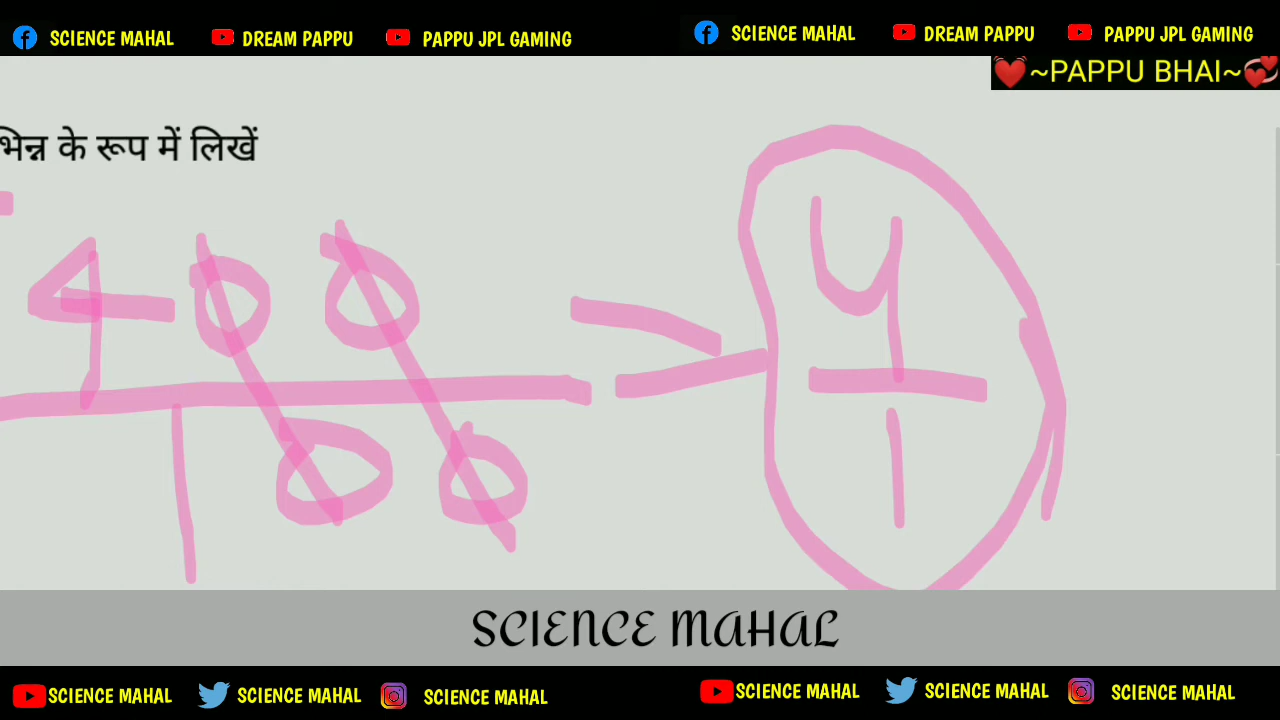 SCIENCE MAHAL DREAM PAPPU PAPPU JPL GAMING SCIENCE MAHAL DREAM PAPPU PAPPU JPL GAMING
❤️~PAPPU BHAI~💞
भिन्न के रूप में लिखें
400 = 4
100 1
SCIENCE MAHAL
SCIENCE MAHAL SCIENCE MAHAL SCIENCE MAHAL SCIENCE MAHAL SCIENCE MAHAL SCIENCE MAHAL